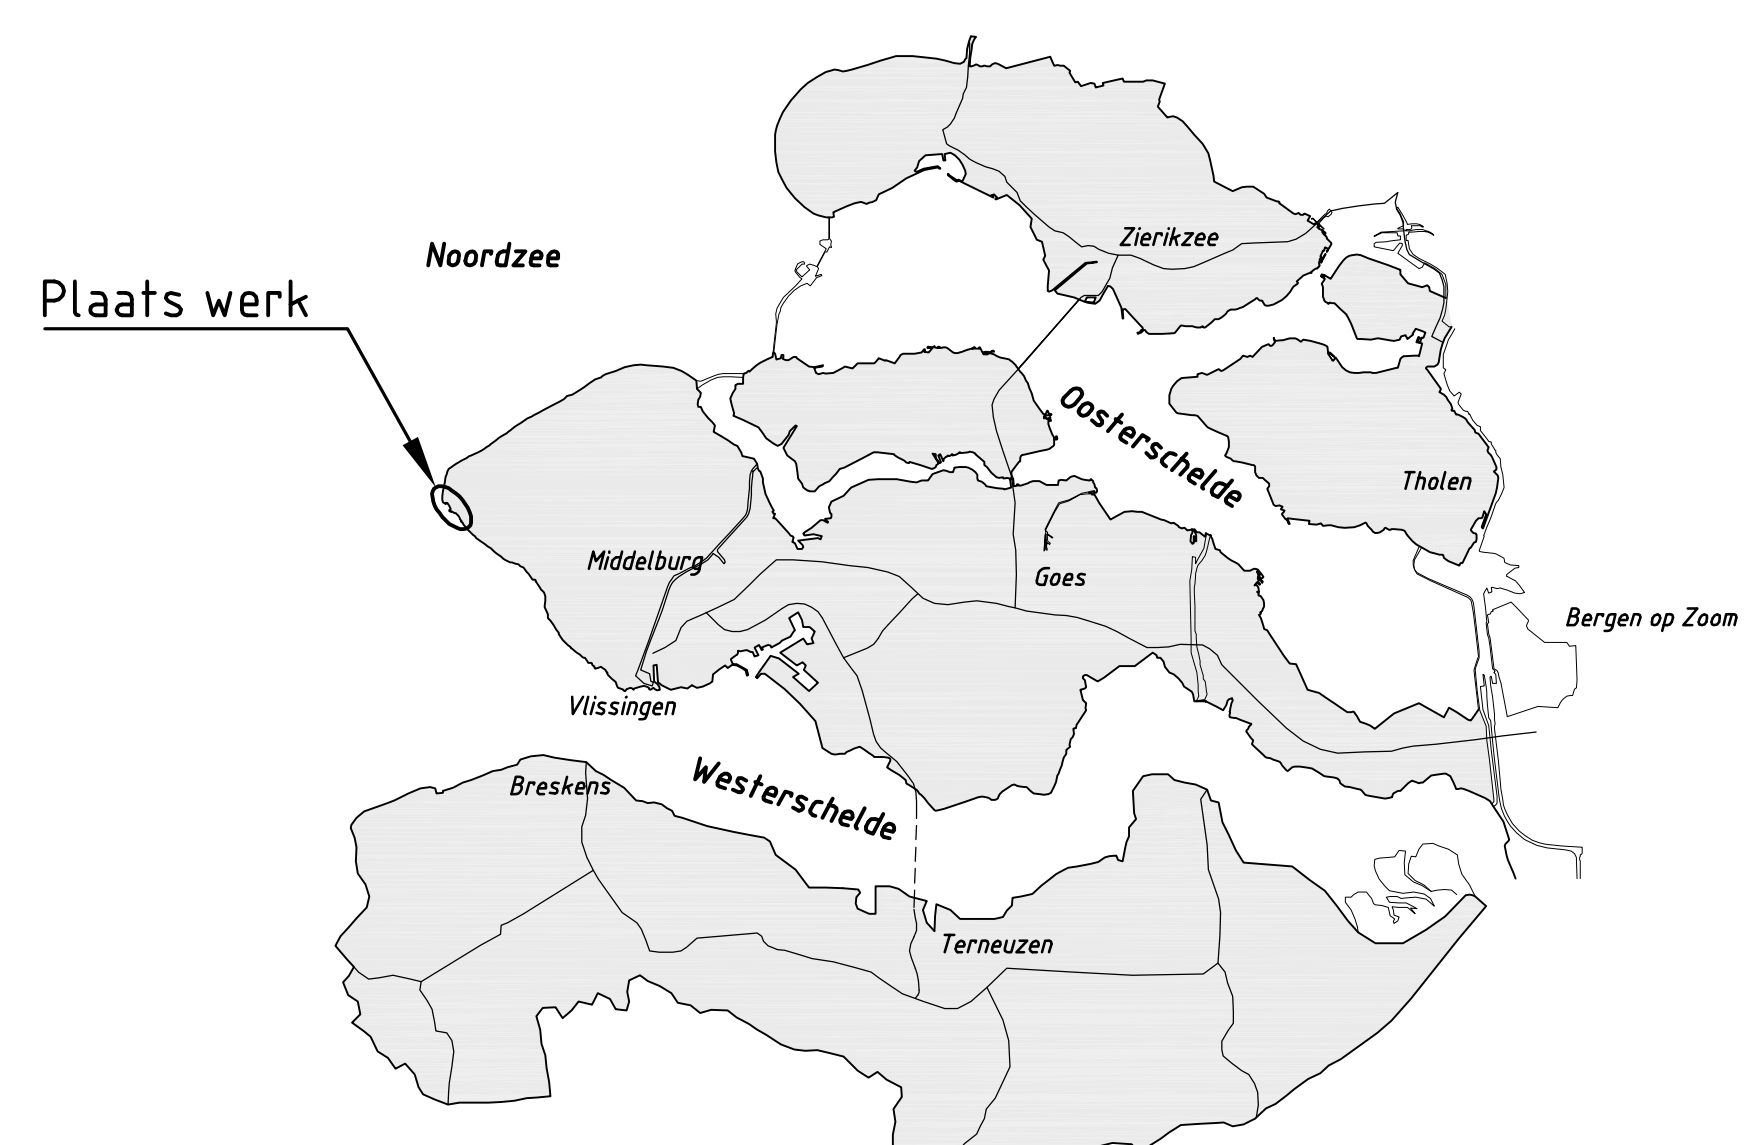 Zierikzee
Noordzee
Plaats werk
Oosterschelde
Tholen
Middelburg
Goes
Bergen op Zoom
Vlissingen
Westerschelde
Breskens
Terneuzen